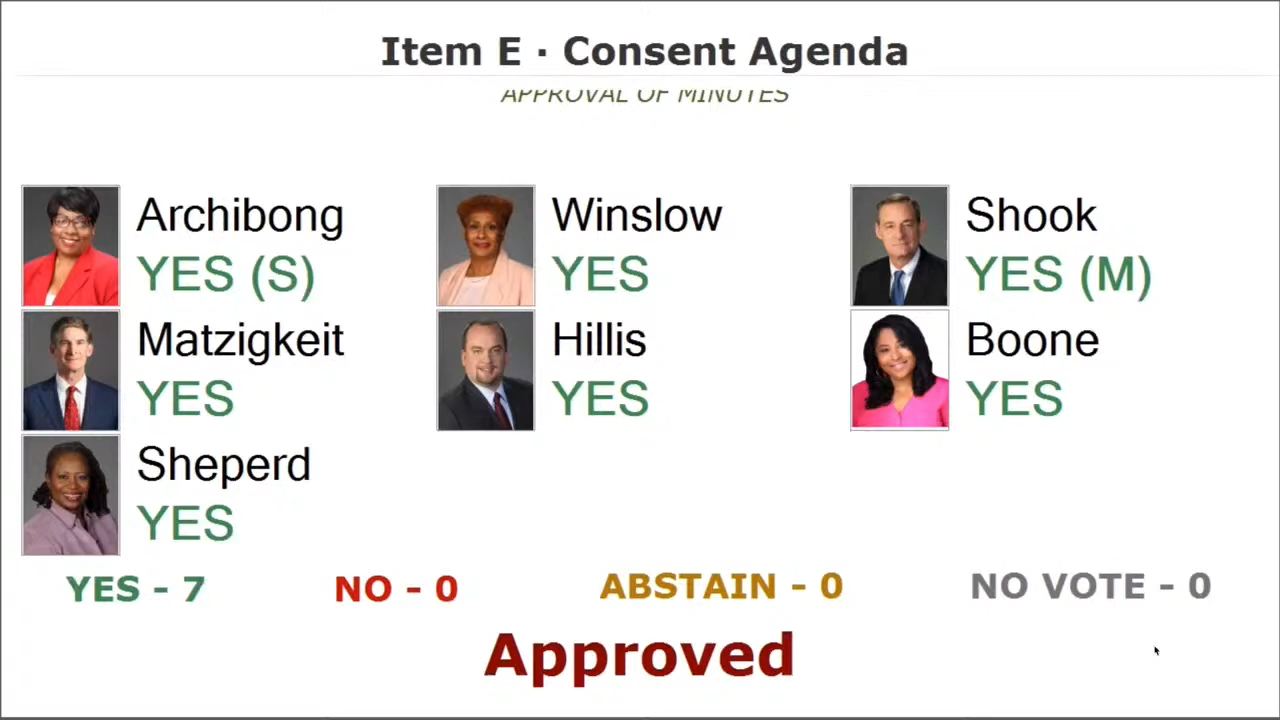 Item E · Consent Agenda
APPROVAL OF MINUTES
Archibong
YES (S)
Winslow
YES
Shook
YES (M)
Matzigkeit
YES
Hillis
YES
Boone
YES
Sheperd
YES
YES - 7
NO - 0
ABSTAIN - 0
NO VOTE - 0
Approved